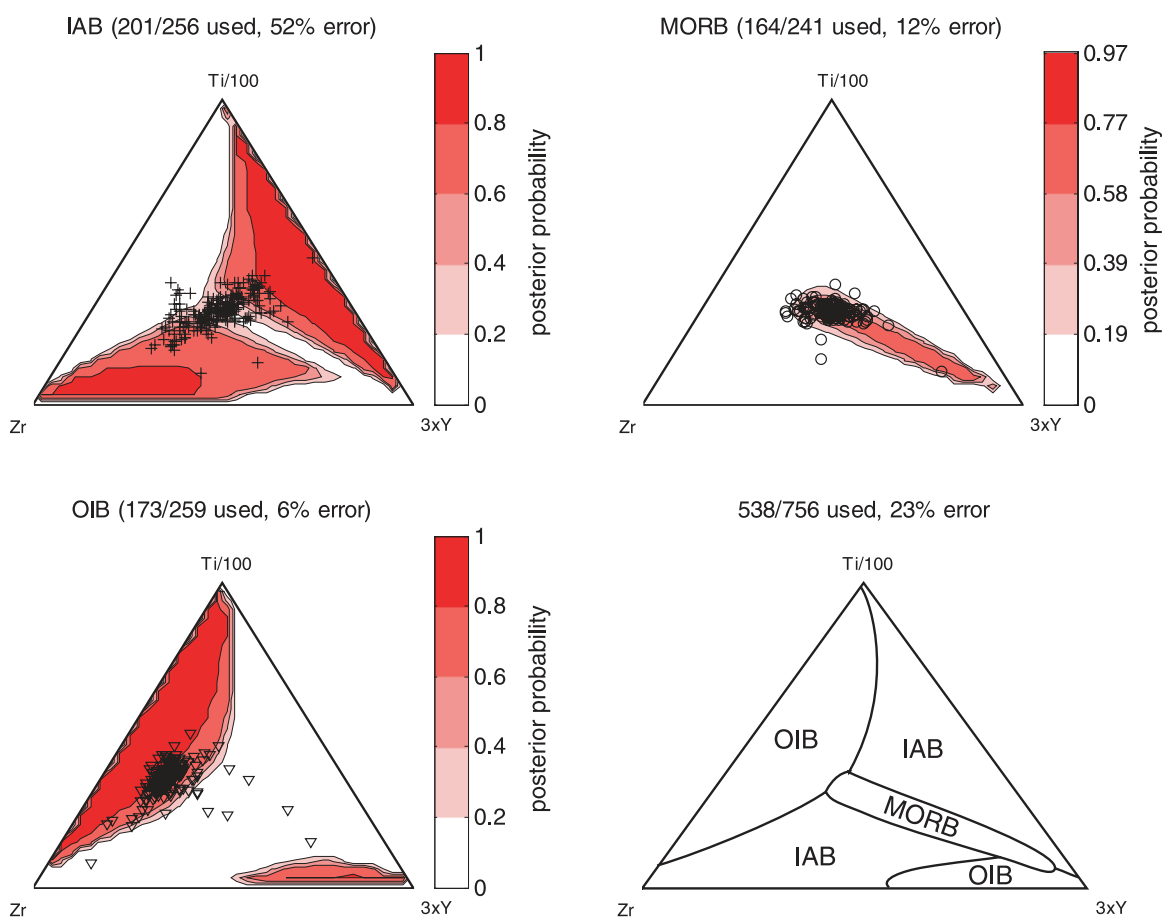 IAB (201/256 used, 52% error)
Ti/100
Zr
3xY
1
0.8
0.6
0.4
0.2
0
posterior probability
MORB (164/241 used, 12% error)
Ti/100
Zr
3xY
0.97
0.77
0.58
0.39
0.19
0
posterior probability
OIB (173/259 used, 6% error)
Ti/100
Zr
3xY
1
0.8
0.6
0.4
0.2
0
posterior probability
538/756 used, 23% error
Ti/100
OIB
IAB
MORB
IAB
OIB
Zr
3xY